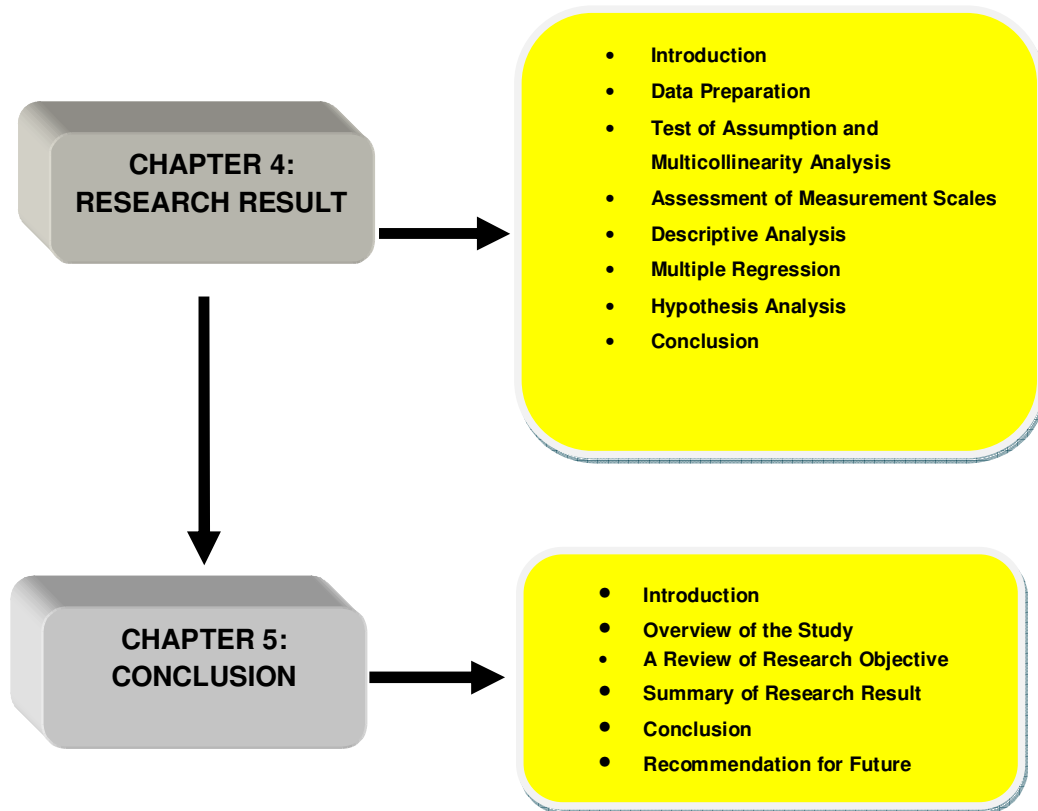 CHAPTER 4:
RESEARCH RESULT
• Introduction
• Data Preparation
• Test of Assumption and
Multicollinearity Analysis
• Assessment of Measurement Scales
• Descriptive Analysis
• Multiple Regression
• Hypothesis Analysis
• Conclusion
CHAPTER 5:
CONCLUSION
• Introduction
• Overview of the Study
• A Review of Research Objective
• Summary of Research Result
• Conclusion
• Recommendation for Future